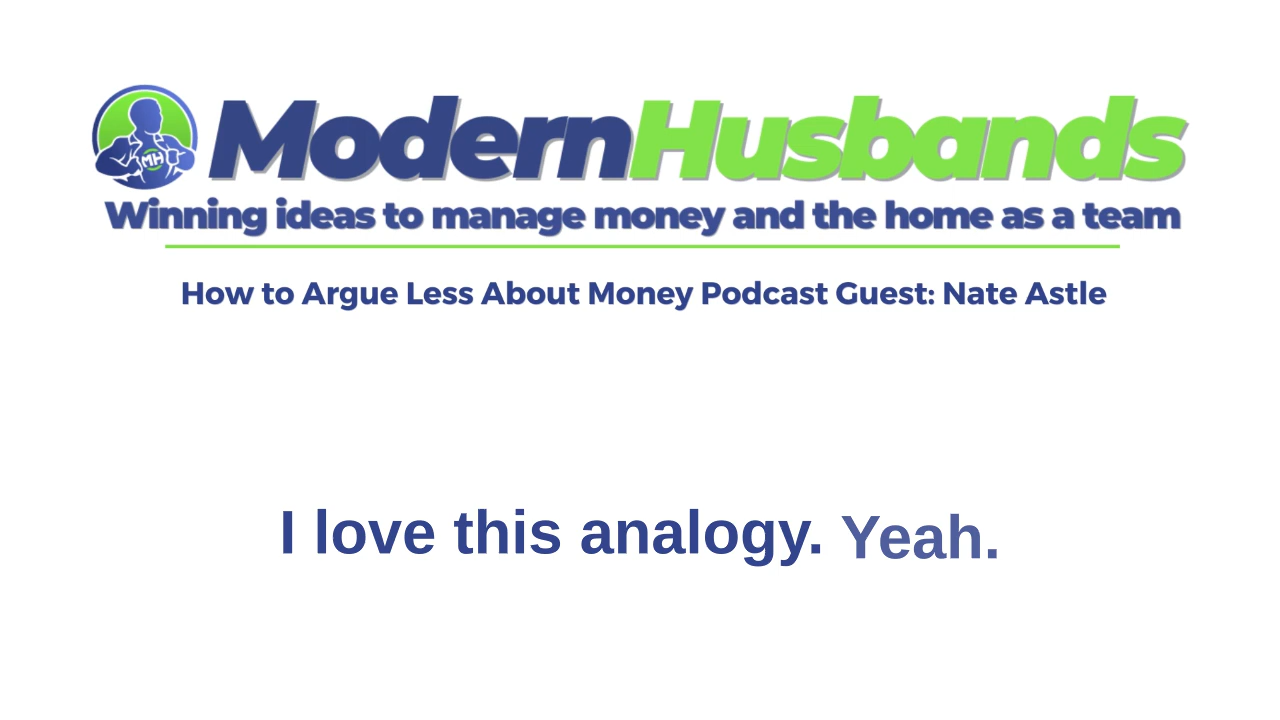 MH
ModernHusbands
Winning ideas to manage money and the home as a team
How to Argue Less About Money Podcast Guest: Nate Astle
I love this analogy. Yeah.